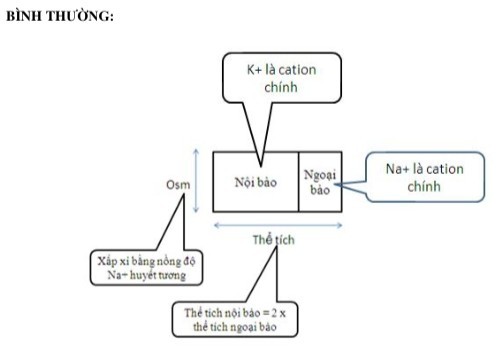 BÌNH THƯỜNG:
K+ là cation
chính
Nội bào
Ngoại
bào
Na+ là cation
chính
Osm
Thể tích
Xấp xỉ bằng nồng độ
Na+ huyết tương
Thể tích nội bào = 2 x
thể tích ngoại bào